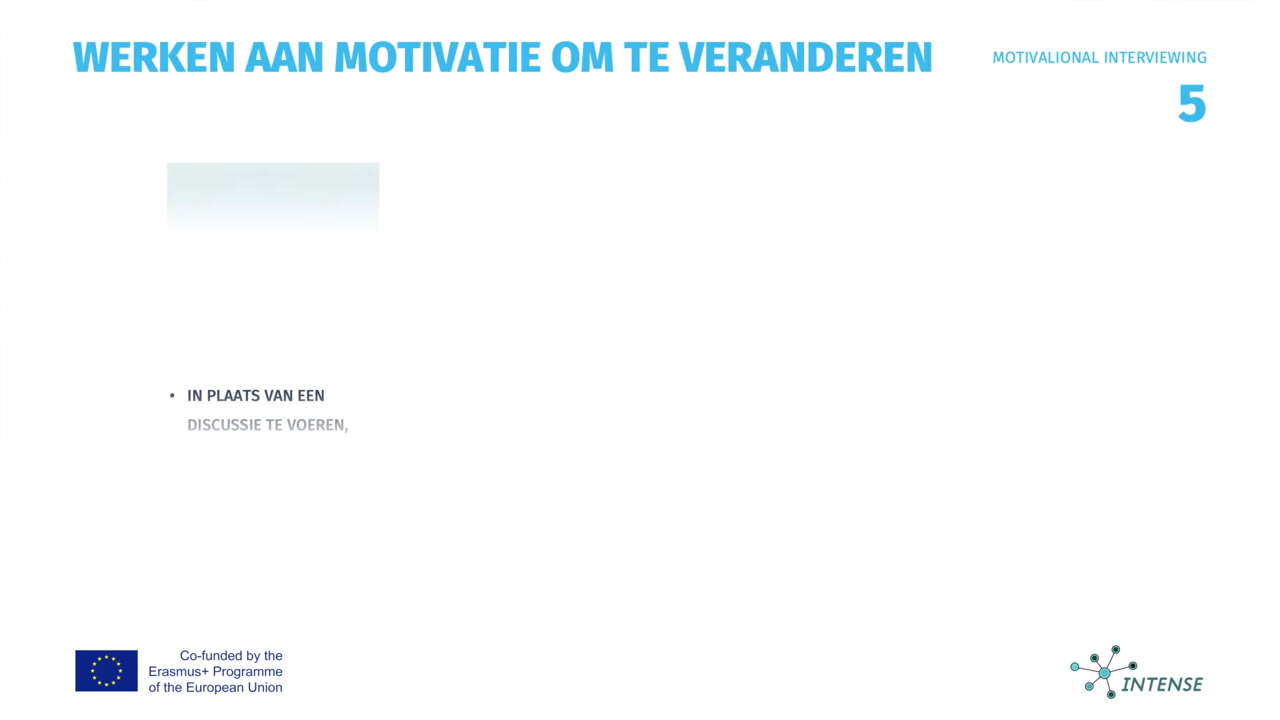 WERKEN AAN MOTIVATIE OM TE VERANDEREN
MOTIVALIONAL INTERVIEWING
5
• IN PLAATS VAN EEN
DISCUSSIE TE VOEREN,
Co-funded by the
Erasmus+ Programme
of the European Union
INTENSE